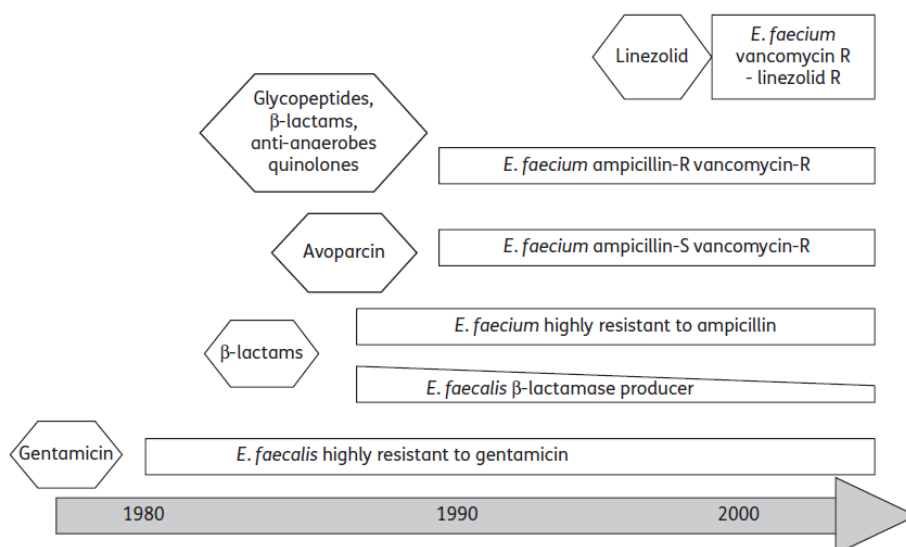 Linezolid
E. faecium
vancomycin R
- linezolid R
Glycopeptides,
β-lactams,
anti-anaerobes
quinolones
E. faecium ampicillin-R vancomycin-R
Avoparcin
E. faecium ampicillin-S vancomycin-R
β-lactams
E. faecium highly resistant to ampicillin
E. faecalis β-lactamase producer
Gentamicin
E. faecalis highly resistant to gentamicin
1980 1990 2000